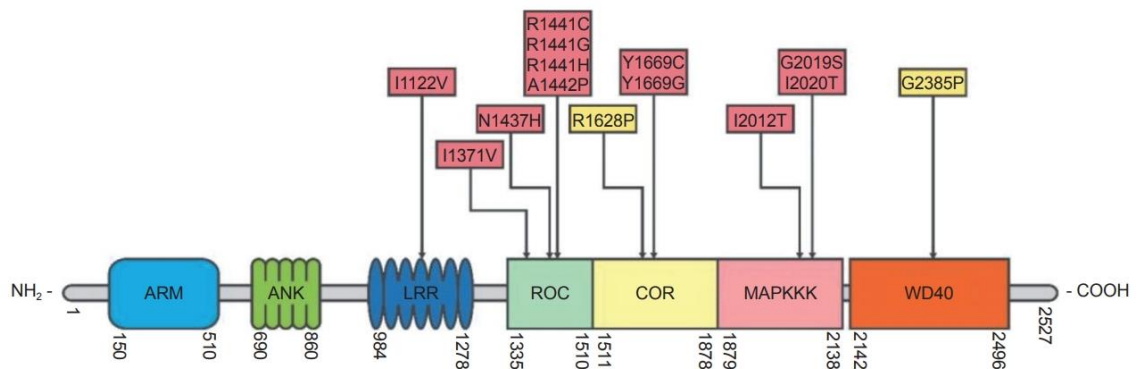 R1441C
R1441G
R1441H
A1442P
Y1669C
Y1669G
G2019S
I2020T
I1122V
G2385P
N1437H
R1628P
I2012T
I1371V
NH2 -
ARM
ANK
LRR
ROC
COR
MAPKKK
WD40
- COOH
1
150
510
690
860
984
1278
1335
1510
1511
1878
1879
2138
2142
2496
2527